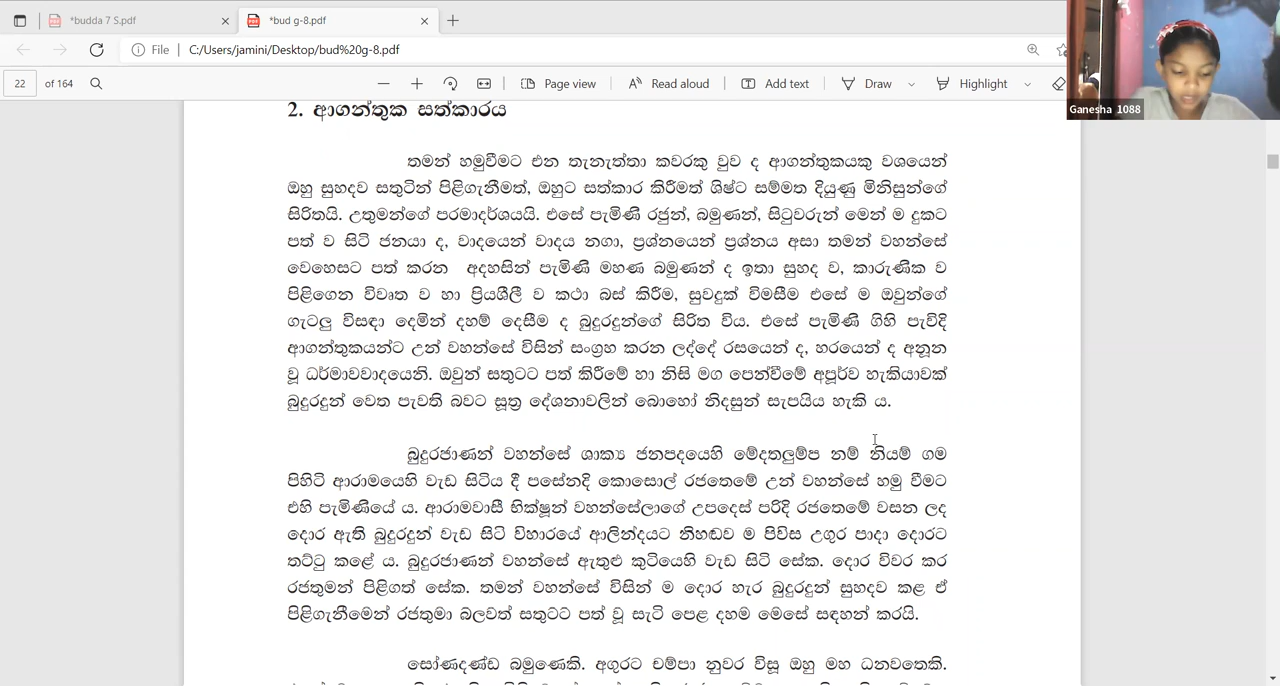 *budda 7 S.pdf
*bud g-8.pdf
File C:/Users/jamini/Desktop/bud%20g-8.pdf
22 of 164 Page view Read aloud Add text Draw Highlight
Ganesha 1088
2. ආගන්තුක සත්කාරය
තමන් හමුවීමට එන තැනැත්තා කවරකු වුව ද ආගන්තුකයකු වශයෙන්
ඔහු සුහදව සතුටින් පිළිගැනීමත්, ඔහුට සත්කාර කිරීමත් ශිෂ්ට සම්මත දියුණු මිනිසුන්ගේ
සිරිතයි. උතුමන්ගේ පරමාදර්ශයයි. එසේ පැමිණි රජුන්, බමුණන්, සිටුවරුන් මෙන් ම දුකට
පත් ව සිටි ජනයා ද, වාදයෙන් වාදය නගා, ප්‍රශ්නයෙන් ප්‍රශ්නය අසා තමන් වහන්සේ
වෙහෙසට පත් කරන අදහසින් පැමිණි මහණ බමුණන් ද ඉතා සුහද ව, කාරුණික ව
පිළිගෙන විවෘත ව හා ප්‍රියශීලී ව කථා බස් කිරීම, සුවදුක් විමසීම එසේ ම ඔවුන්ගේ
ගැටලු විසඳා දෙමින් දහම් දෙසීම ද බුදුරදුන්ගේ සිරිත විය. එසේ පැමිණි ගිහි පැවිදි
ආගන්තුකයන්ට උන් වහන්සේ විසින් සංග්‍රහ කරන ලද්දේ රසයෙන් ද, හරයෙන් ද අනූන
වූ ධර්මාවවාදයෙනි. ඔවුන් සතුටට පත් කිරීමේ හා නිසි මග පෙන්වීමේ අපූර්ව හැකියාවක්
බුදුරදුන් වෙත පැවති බවට සූත්‍ර දේශනාවලින් බොහෝ නිදසුන් සැපයිය හැකි ය.
බුදුරජාණන් වහන්සේ ශාක්‍ය ජනපදයෙහි මේදතලුම්ප නම් නියම් ගම
පිහිටි ආරාමයෙහි වැඩ සිටිය දී පසේනදි කොසොල් රජතෙමේ උන් වහන්සේ හමු වීමට
එහි පැමිණියේ ය. ආරාමවාසී භික්ෂූන් වහන්සේලාගේ උපදෙස් පරිදි රජතෙමේ වසන ලද
දොර ඇති බුදුරදුන් වැඩ සිටි විහාරයේ ආලින්දයට නිහඬව ම පිවිස උගුර පාදා දොරට
තට්ටු කළේ ය. බුදුරජාණන් වහන්සේ ඇතුළු කුටියෙහි වැඩ සිටි සේක. දොර විවර කර
රජතුමන් පිළිගත් සේක. තමන් වහන්සේ විසින් ම දොර හැර බුදුරදුන් සුහදව කළ ඒ
පිළිගැනීමෙන් රජතුමා බලවත් සතුටට පත් වූ සැටි පෙළ දහම මෙසේ සඳහන් කරයි.
සෝණදණ්ඩ බමුණෙකි. අගුරට චම්පා නුවර විසූ ඔහු මහ ධනවතෙකි.